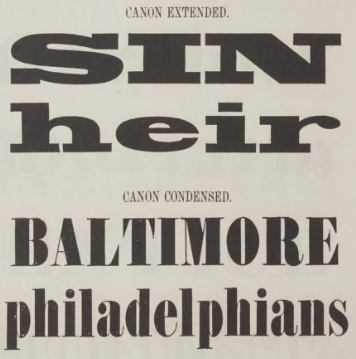 CANON EXTENDED.
SIN
heir
CANON CONDENSED.
BALTIMORE
philadelphians